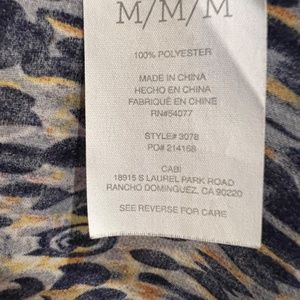 M/M/M
100% POLYESTER
MADE IN CHINA
HECHO EN CHINA
FABRIQUÉ EN CHINE
RN#54077
STYLE# 3078
PO# 214168
CABI
18915 S LAUREL PARK ROAD
RANCHO DOMINGUEZ, CA 90220
SEE REVERSE FOR CARE